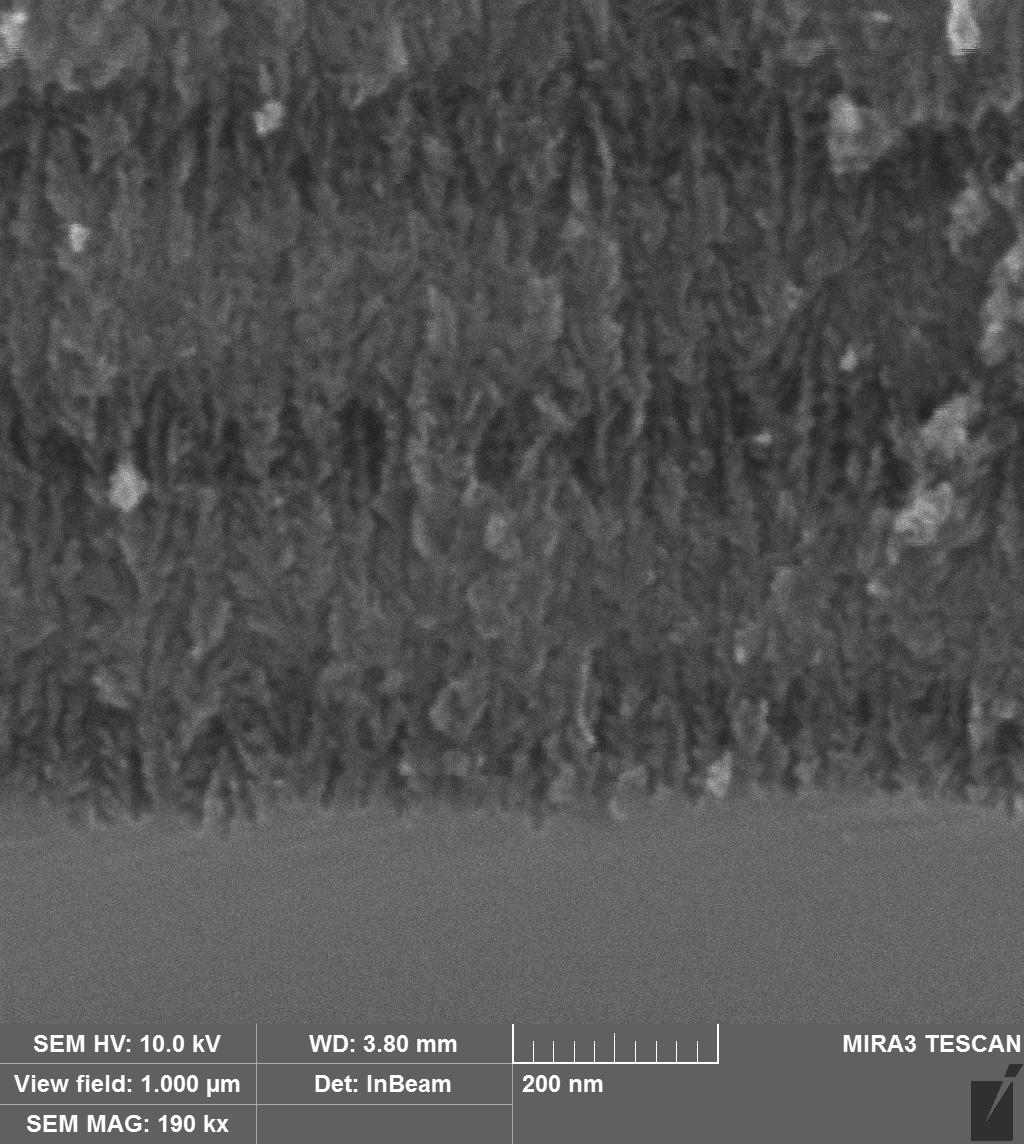 SEM HV: 10.0 kV
WD: 3.80 mm
MIRA3 TESCAN
View field: 1.000 µm
Det: InBeam
200 nm
SEM MAG: 190 kx